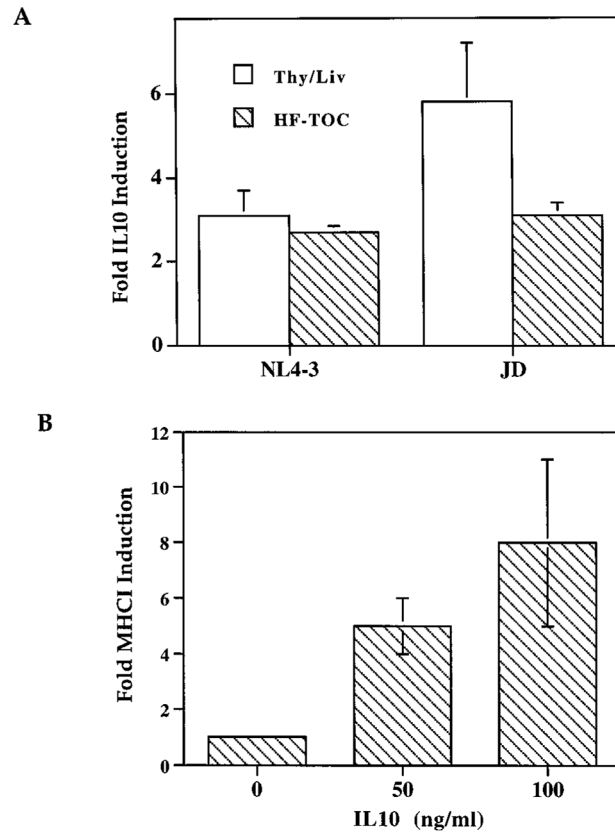 A
Fold IL10 Induction
6
4
2
0
Thy/Liv
HF-TOC
NL4-3
JD
B
Fold MHCI Induction
12
10
8
6
4
2
0
0
50
100
IL10 (ng/ml)